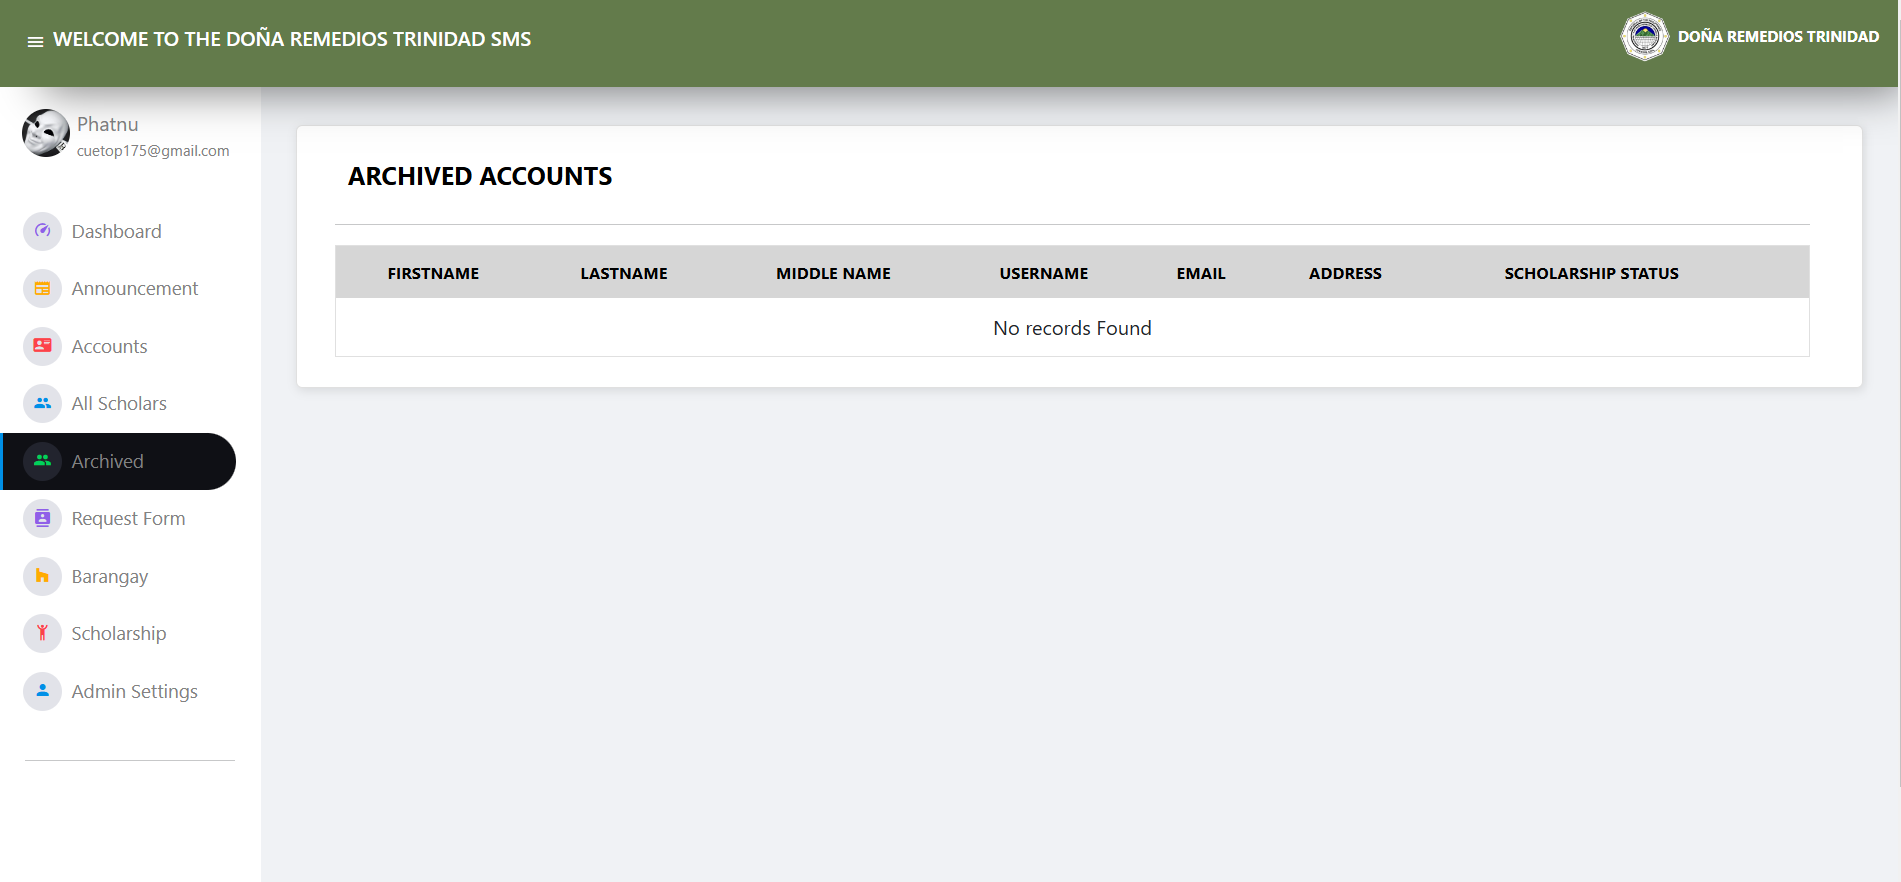 WELCOME TO THE DOÑA REMEDIOS TRINIDAD SMS
DOÑA REMEDIOS TRINIDAD
Phatnu
cuetop175@gmail.com
Dashboard
Announcement
Accounts
All Scholars
Archived
Request Form
Barangay
Scholarship
Admin Settings
ARCHIVED ACCOUNTS
FIRSTNAME LASTNAME MIDDLE NAME USERNAME EMAIL ADDRESS SCHOLARSHIP STATUS
No records Found